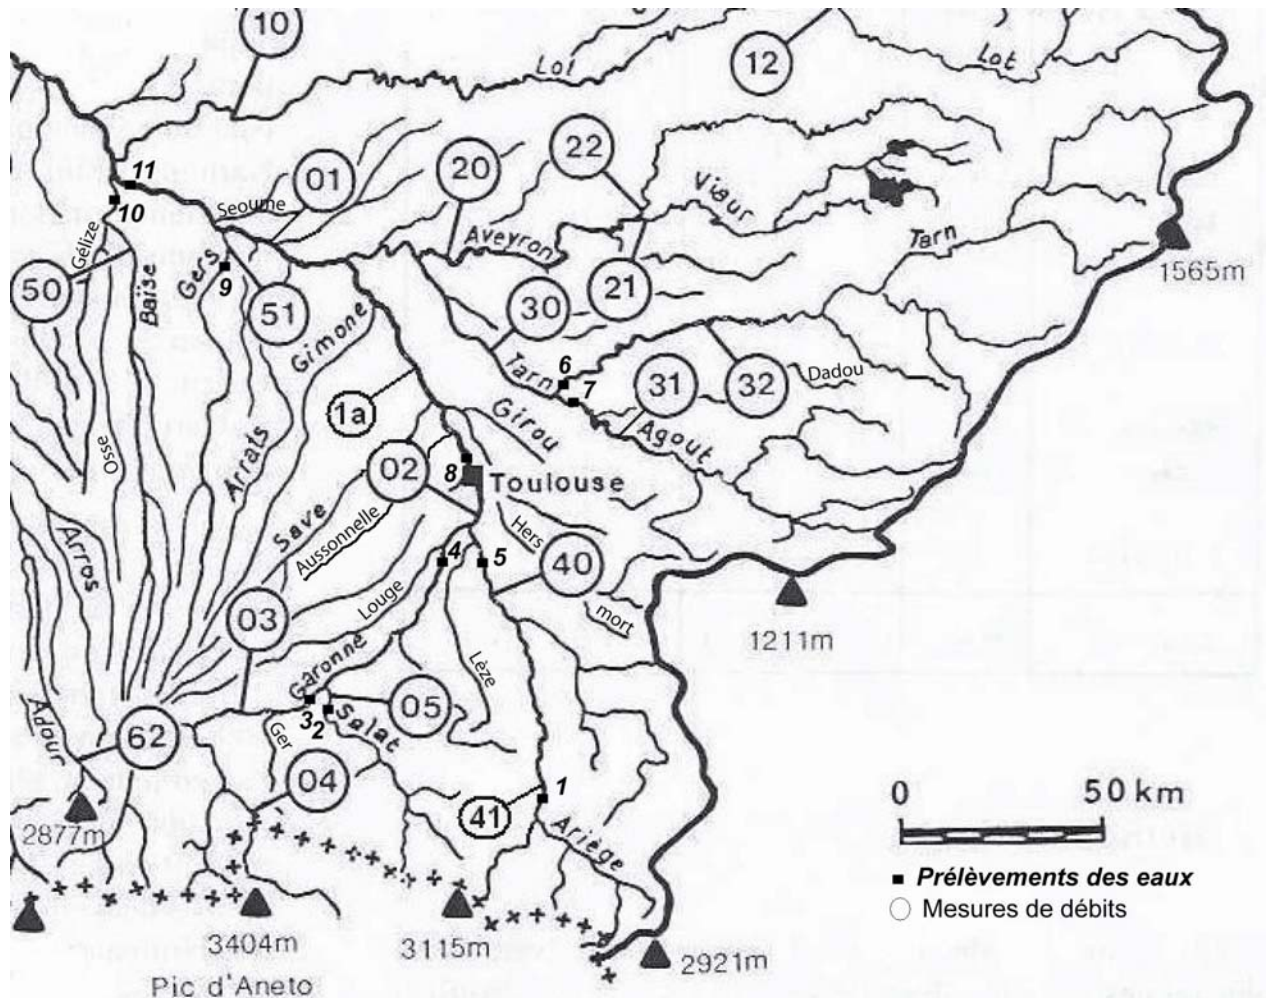 10
12
Lot
Lot
11
10
01
20
22
Seoune
Viaur
Aveyron
Tarn
1565m
Gélize
Baïse
Gers
9
50
51
21
30
Gimone
Tarn
6
7
31
32
Dadou
1a
Girou
Agout
Osse
Arrats
02
8
Toulouse
Save
Aussonnelle
Hers
Arros
4
5
40
mort
03
Louge
1211m
Garonne
Lèze
Adour
62
3
2
Salat
05
Ger
04
41
1
Ariège
2877m
0 50 km
Prélèvements des eaux
Mesures de débits
3404m
3115m
2921m
Pic d'Aneto